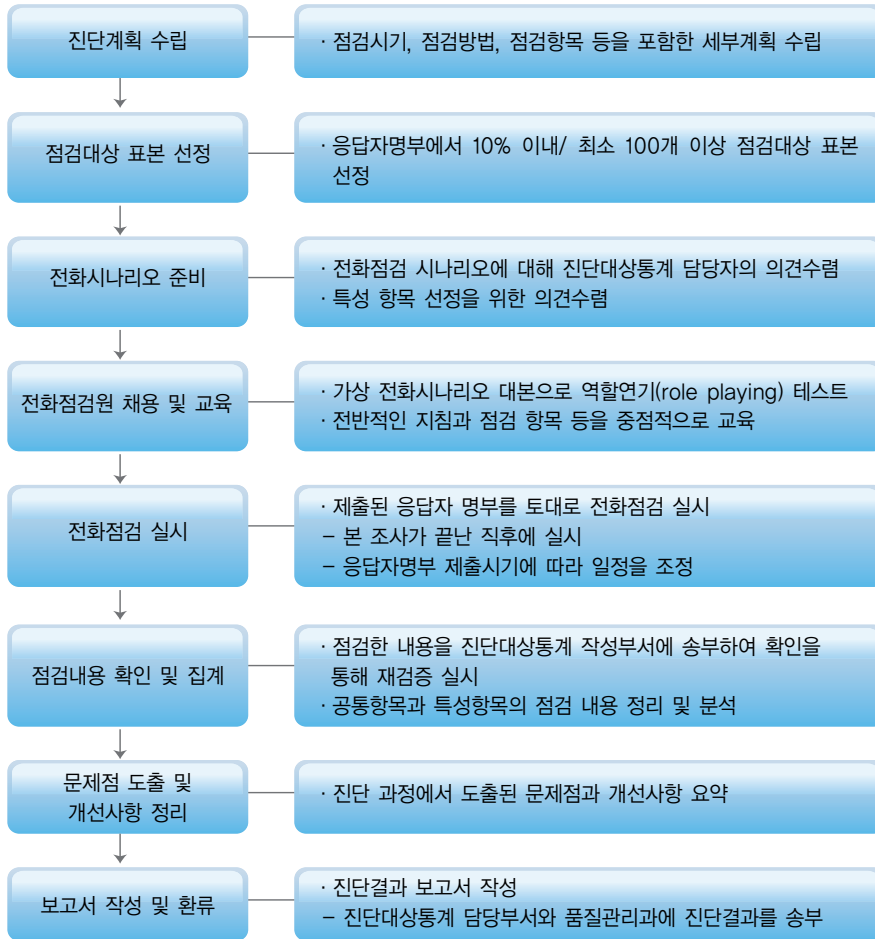 진단계획 수립
· 점검시기, 점검방법, 점검항목 등을 포함한 세부계획 수립
점검대상 표본 선정
· 응답자명부에서 10% 이내/ 최소 100개 이상 점검대상 표본
선정
전화시나리오 준비
· 전화점검 시나리오에 대해 진단대상통계 담당자의 의견수렴
· 특성 항목 선정을 위한 의견수렴
전화점검원 채용 및 교육
· 가상 전화시나리오 대본으로 역할연기(role playing) 테스트
· 전반적인 지침과 점검 항목 등을 중점적으로 교육
전화점검 실시
· 제출된 응답자 명부를 토대로 전화점검 실시
– 본 조사가 끝난 직후에 실시
– 응답자명부 제출시기에 따라 일정을 조정
점검내용 확인 및 집계
· 점검한 내용을 진단대상통계 작성부서에 송부하여 확인을
통해 재검증 실시
· 공통항목과 특성항목의 점검 내용 정리 및 분석
문제점 도출 및
개선사항 정리
· 진단 과정에서 도출된 문제점과 개선사항 요약
보고서 작성 및 환류
· 진단결과 보고서 작성
– 진단대상통계 담당부서와 품질관리과에 진단결과를 송부